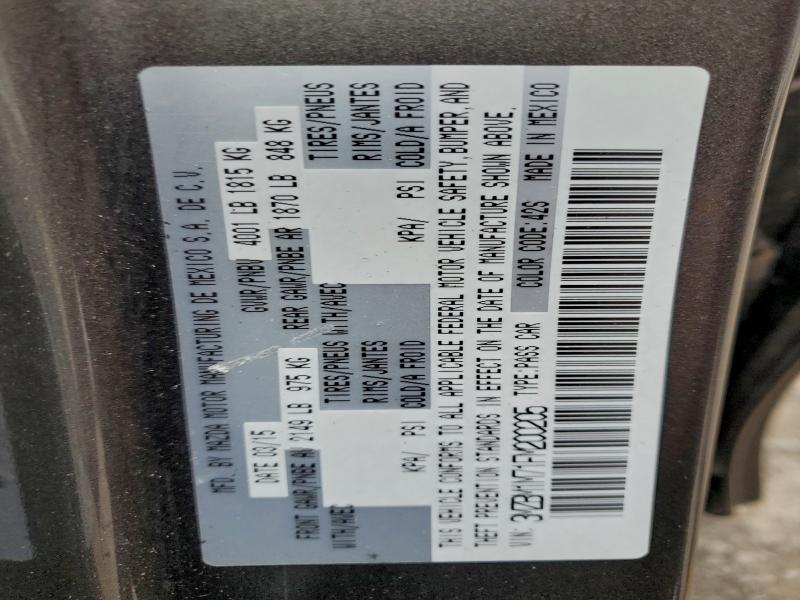 MFD. BY MAZDA MOTOR MANUFACTURING DE MEXICO S.A. DE C.V.
DATE 03/15 GVWR/PNBV 4001 LB 1815 KG
FRONT GAWR/PNBE AV 2149 LB 975 KG REAR GAWR/PNBE AR 1870 LB 848 KG
WITH/AVEC TIRES/PNEUS WITH/AVEC TIRES/PNEUS
RIMS/JANTES RIMS/JANTES
KPA/ PSI COLD/A FROID KPA/ PSI COLD/A FROID
THIS VEHICLE CONFORMS TO ALL APPLICABLE FEDERAL MOTOR VEHICLE SAFETY, BUMPER, AND
THEFT PREVENTION STANDARDS IN EFFECT ON THE DATE OF MANUFACTURE SHOWN ABOVE.
VIN: TYPE:PASS CAR COLOR CODE:42S MADE IN MEXICO